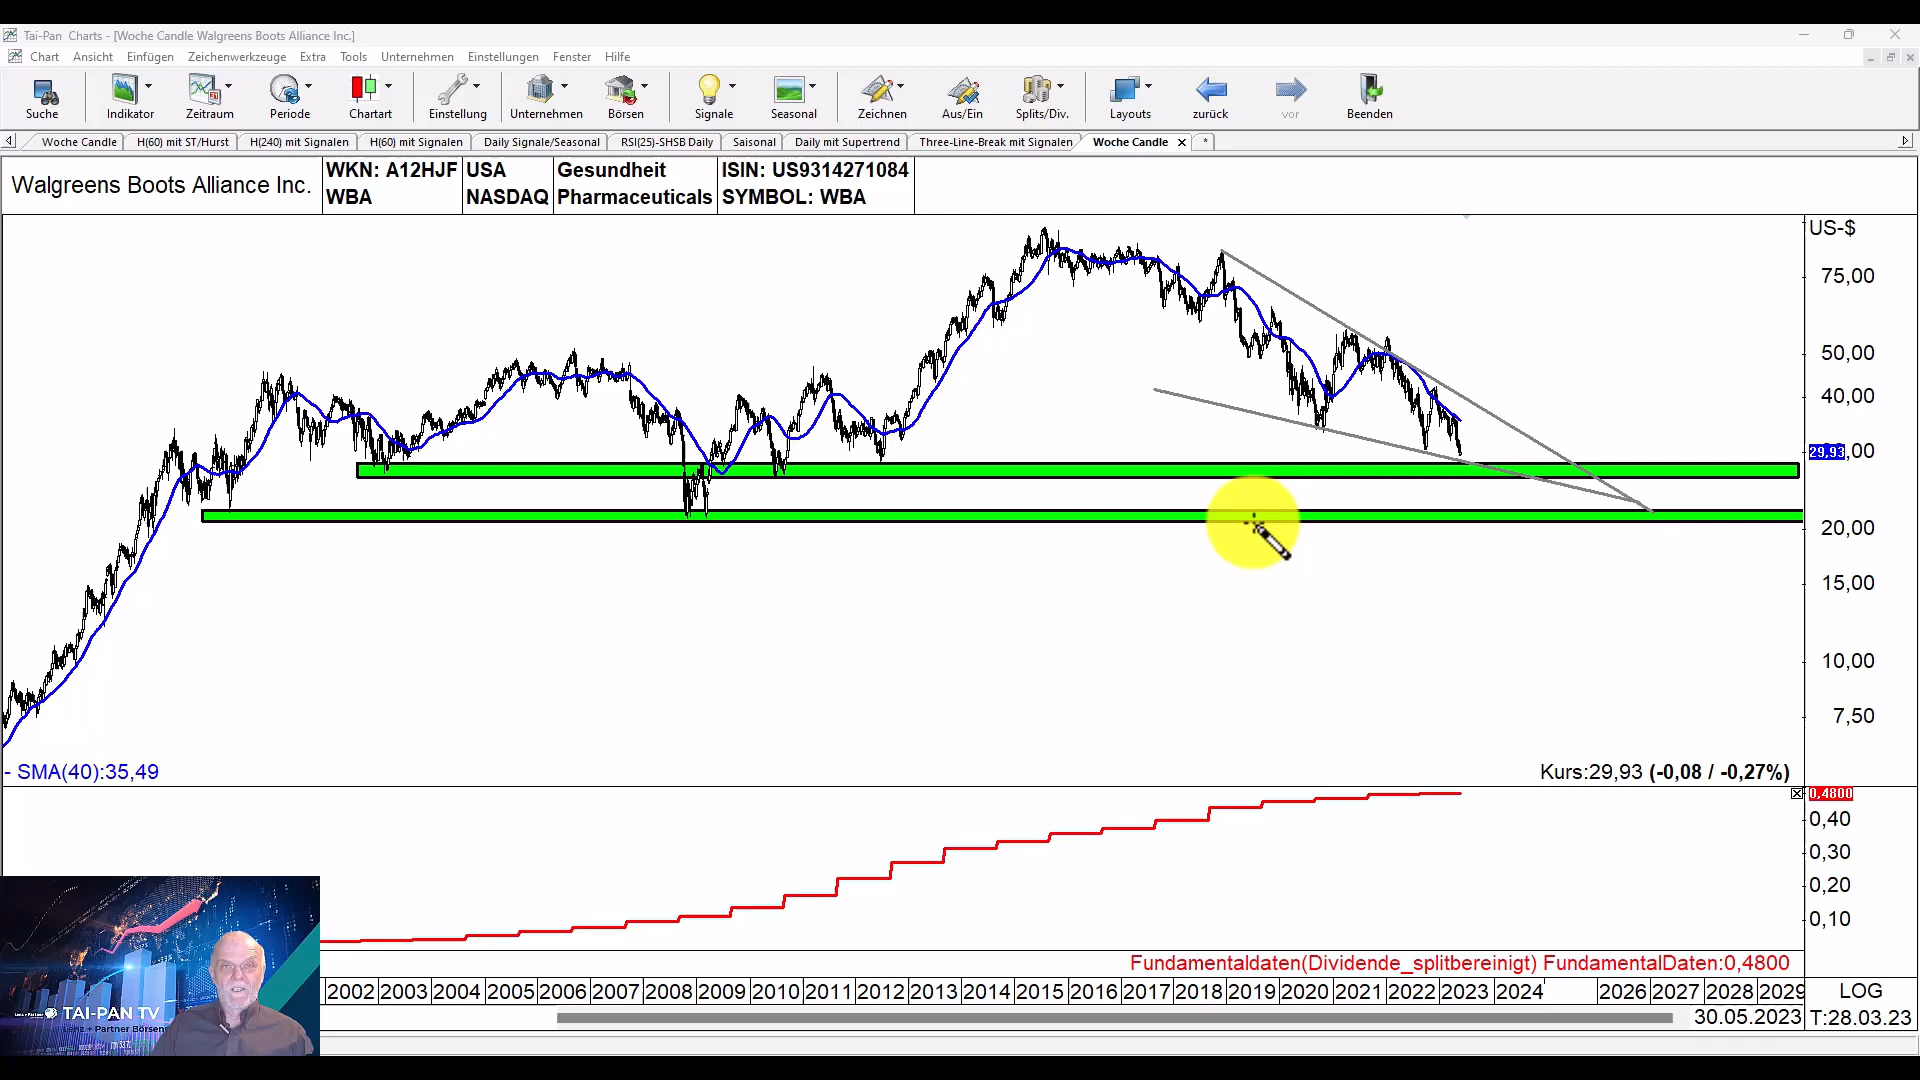 Tai-Pan Charts - [Woche Candle Walgreens Boots Alliance Inc.]
Chart Ansicht Einfügen Zeichenwerkzeuge Extra Tools Unternehmen Einstellungen Fenster Hilfe
Suche Indikator Zeitraum Periode Chartart Einstellung Unternehmen Börsen Signale Seasonal Zeichnen Aus/Ein Splits/Div. Layouts zurück vor Beenden
Woche Candle H(60) mit ST/Hurst H(240) mit Signalen H(60) mit Signalen Daily Signale/Seasonal RSI(25)-SHSB Daily Saisonal Daily mit Supertrend Three-Line-Break mit Signalen Woche Candle *
Walgreens Boots Alliance Inc.
WKN: A12HJF USA Gesundheit ISIN: US9314271084
WBA NASDAQ Pharmaceuticals SYMBOL: WBA
US-$
75,00
50,00
40,00
29,93 ,00
20,00
15,00
10,00
7,50
- SMA(40):35,49
Kurs:29,93 (-0,08 / -0,27%)
0,4800
0,40
0,30
0,20
0,10
Fundamentaldaten(Dividende_splitbereinigt) FundamentalDaten:0,4800
2002 2003 2004 2005 2006 2007 2008 2009 2010 2011 2012 2013 2014 2015 2016 2017 2018 2019 2020 2021 2022 2023 2024 2026 2027 2028 2029 LOG
30.05.2023 T:28.03.23
TAI-PAN TV
Lenz + Partner Börsen